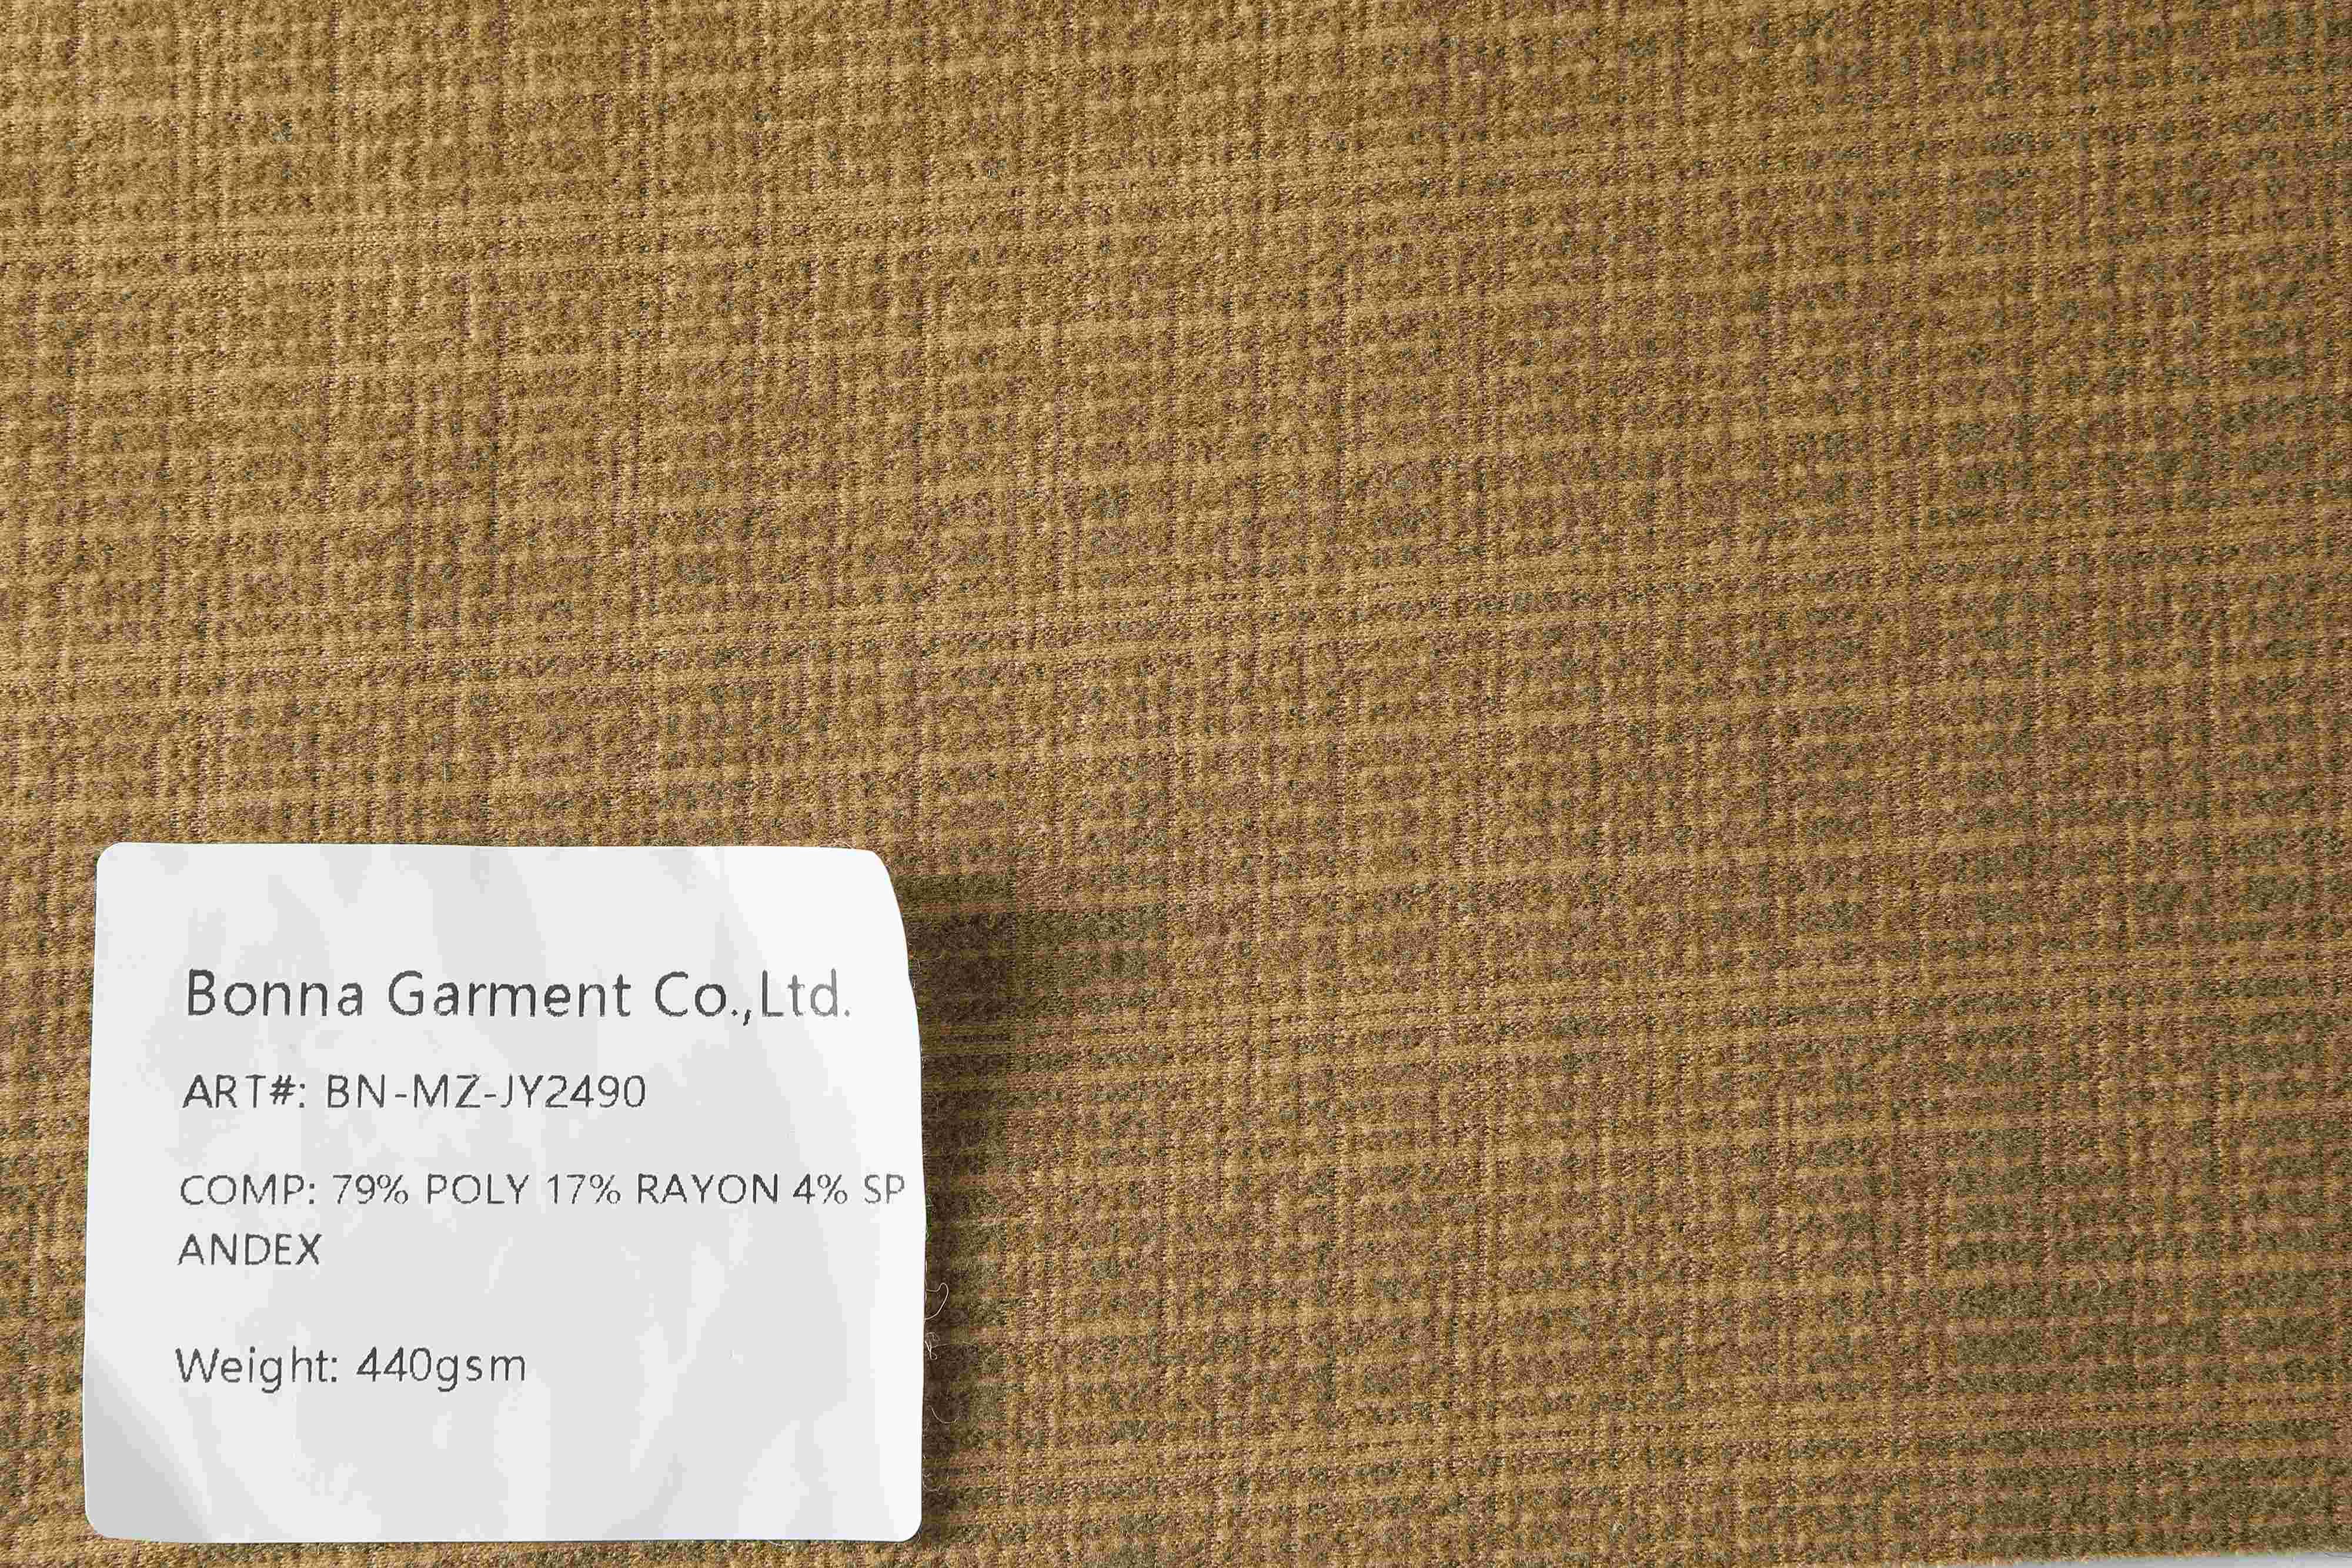 Bonna Garment Co.,Ltd.
ART#: BN-MZ-JY2490
COMP: 79% POLY 17% RAYON 4% SP
ANDEX
Weight: 440gsm